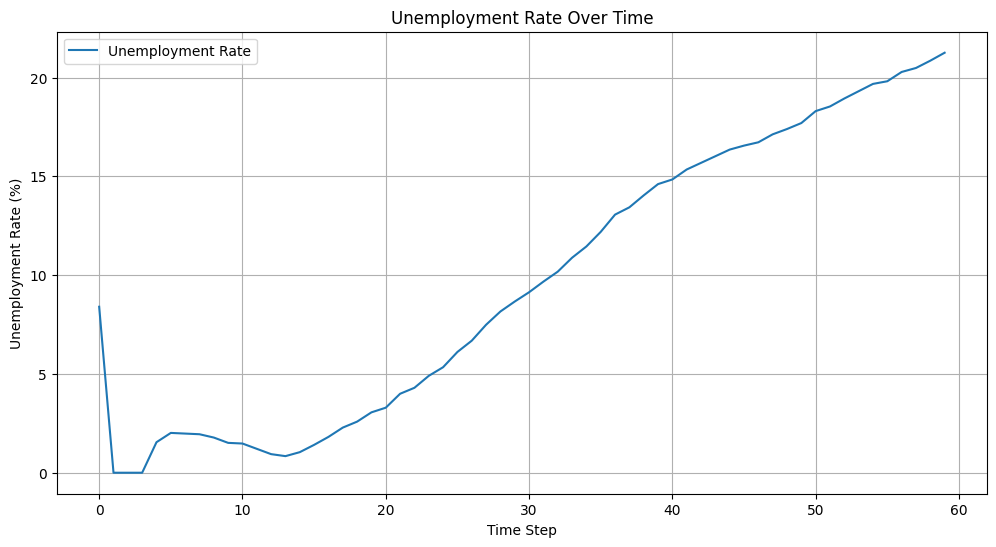 Unemployment Rate Over Time
Unemployment Rate
Unemployment Rate (%)
20
15
10
5
0
0 10 20 30 40 50 60
Time Step